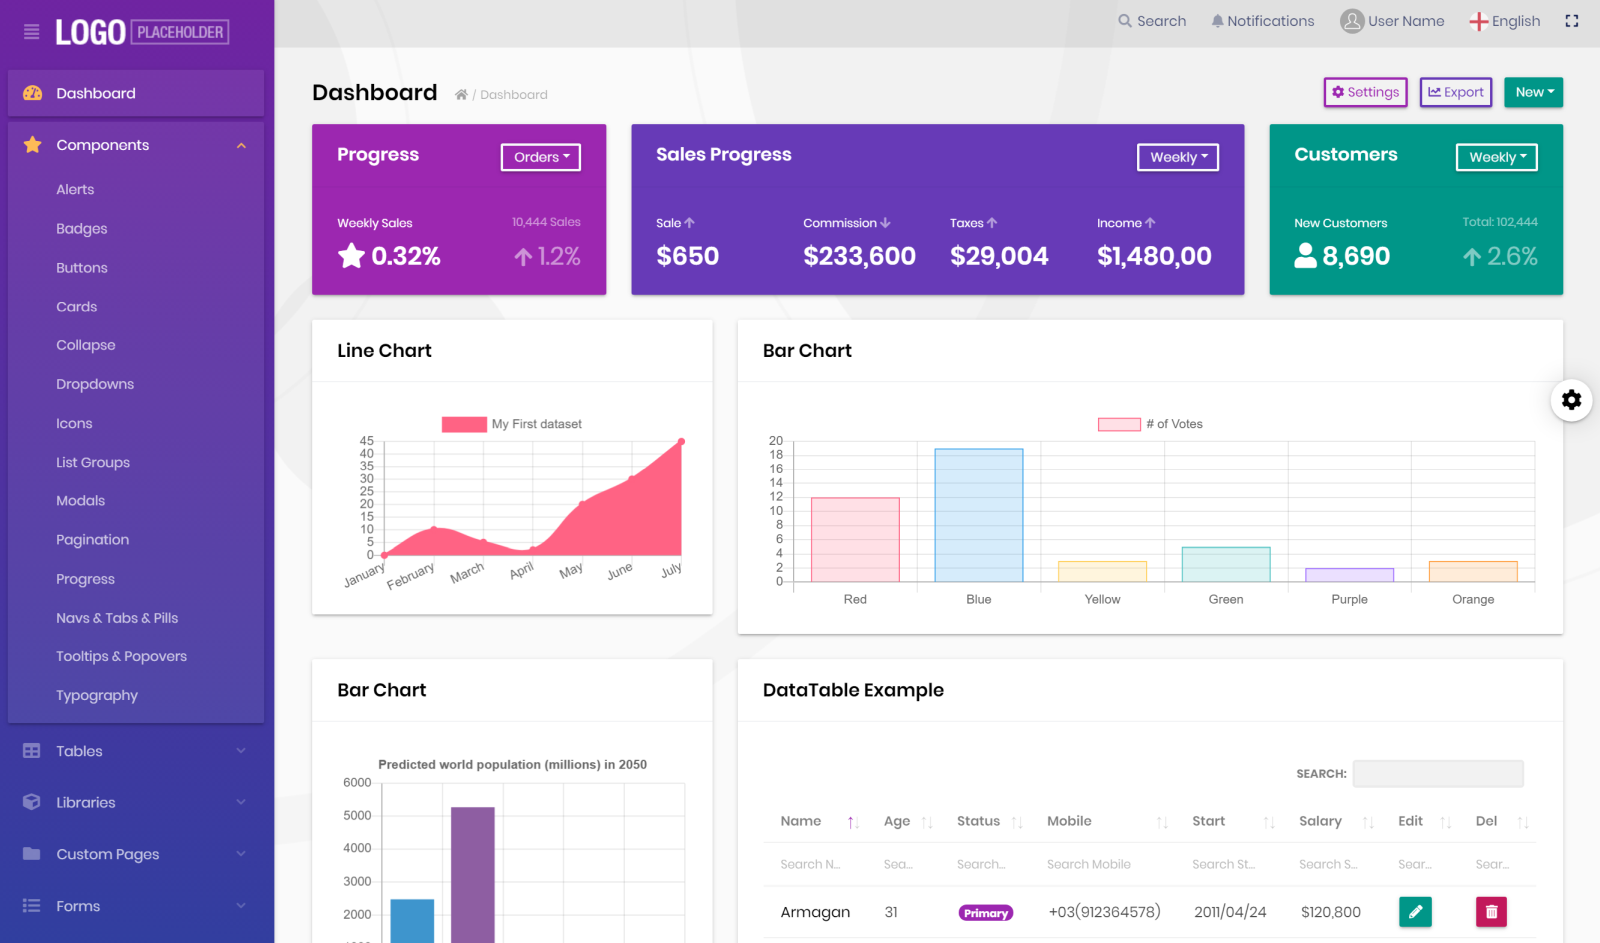 LOGO PLACEHOLDER
Search
Notifications
User Name
English
Dashboard
Components
Alerts
Badges
Buttons
Cards
Collapse
Dropdowns
Icons
List Groups
Modals
Pagination
Progress
Navs & Tabs & Pills
Tooltips & Popovers
Typography
Tables
Libraries
Custom Pages
Forms
Dashboard
/ Dashboard
Settings
Export
New
Progress
Orders
Weekly Sales
10,444 Sales
0.32%
1.2%
Sales Progress
Weekly
Sale
Commission
Taxes
Income
$650
$233,600
$29,004
$1,480,00
Customers
Weekly
New Customers
Total: 102,444
8,690
2.6%
Line Chart
My First dataset
45
40
35
30
25
20
15
10
5
0
January
February
March
April
May
June
July
Bar Chart
# of Votes
20
18
16
14
12
10
8
6
4
2
0
Red
Blue
Yellow
Green
Purple
Orange
Bar Chart
Predicted world population (millions) in 2050
6000
5000
4000
3000
2000
DataTable Example
SEARCH:
Name Age Status Mobile Start Salary Edit Del
Search N... Sea... Search... Search Mobile Search St... Search S... Sear... Sear...
Armagan 31 Primary +03(912364578) 2011/04/24 $120,800